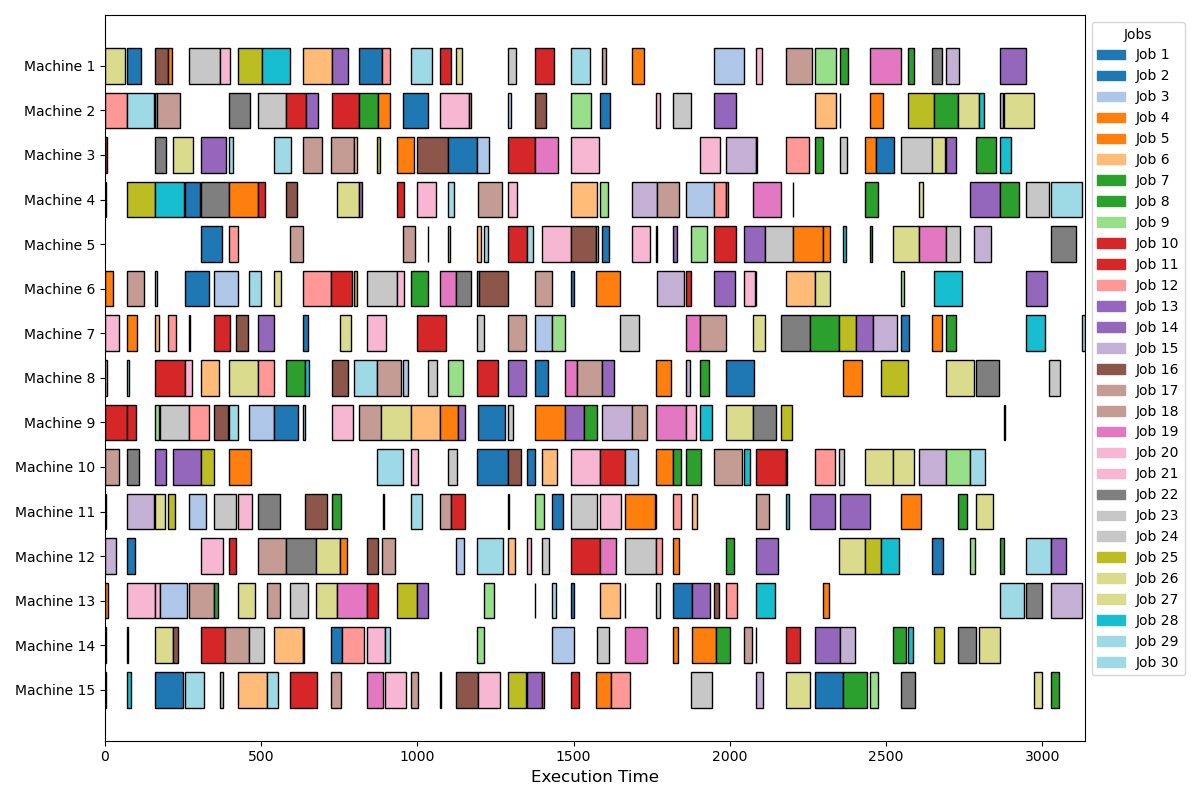 Machine 1
Machine 2
Machine 3
Machine 4
Machine 5
Machine 6
Machine 7
Machine 8
Machine 9
Machine 10
Machine 11
Machine 12
Machine 13
Machine 14
Machine 15
0 500 1000 1500 2000 2500 3000
Execution Time
Jobs
Job 1
Job 2
Job 3
Job 4
Job 5
Job 6
Job 7
Job 8
Job 9
Job 10
Job 11
Job 12
Job 13
Job 14
Job 15
Job 16
Job 17
Job 18
Job 19
Job 20
Job 21
Job 22
Job 23
Job 24
Job 25
Job 26
Job 27
Job 28
Job 29
Job 30